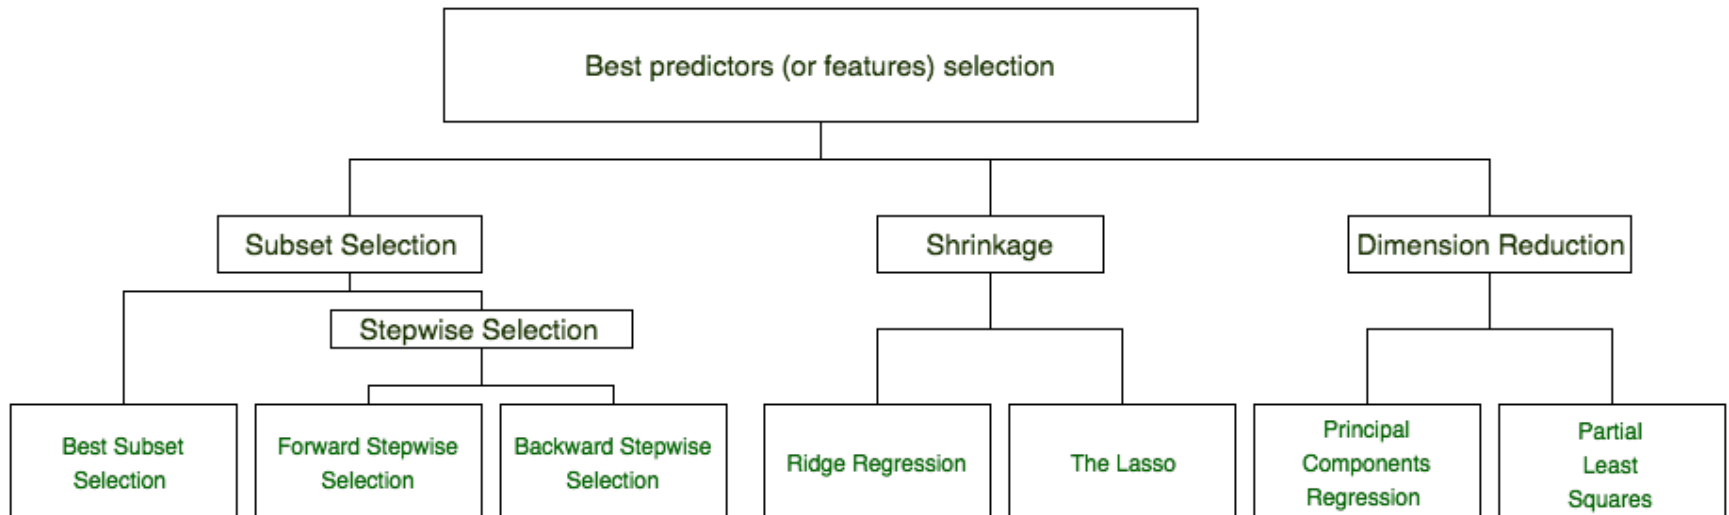 Best predictors (or features) selection
Subset Selection
Shrinkage
Dimension Reduction
Stepwise Selection
Best Subset
Selection
Forward Stepwise
Selection
Backward Stepwise
Selection
Ridge Regression
The Lasso
Principal
Components
Regression
Partial
Least
Squares